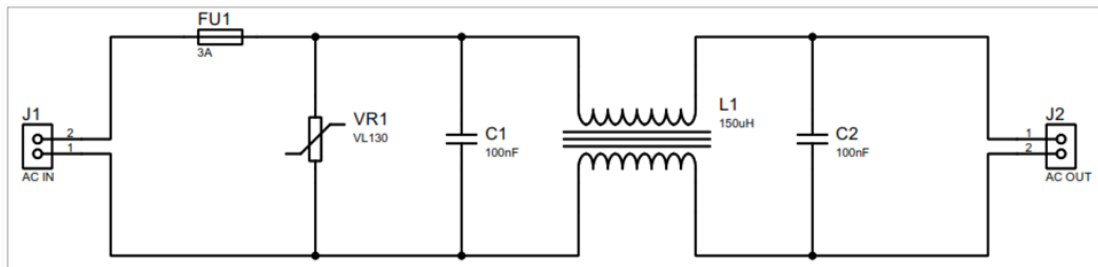 FU1
3A
J1
2
1
AC IN
VR1
VL130
C1
100nF
L1
150uH
C2
100nF
J2
1
2
AC OUT